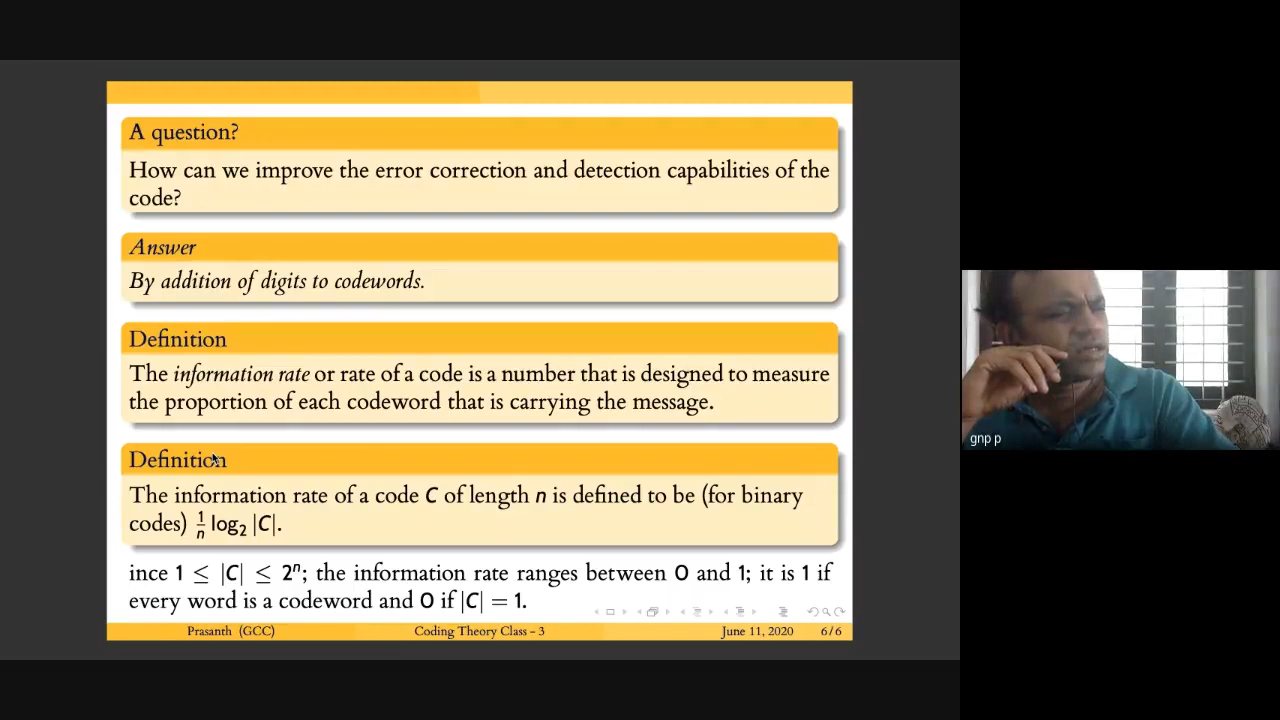 A question?
How can we improve the error correction and detection capabilities of the
code?
Answer
By addition of digits to codewords.
Definition
The information rate or rate of a code is a number that is designed to measure
the proportion of each codeword that is carrying the message.
Definition
The information rate of a code C of length n is defined to be (for binary
codes) 1/n log₂ |C|.
ince 1 ≤ |C| ≤ 2ⁿ; the information rate ranges between 0 and 1; it is 1 if
every word is a codeword and 0 if |C| = 1.
Prasanth (GCC) Coding Theory Class - 3 June 11, 2020 6/6
gnp p